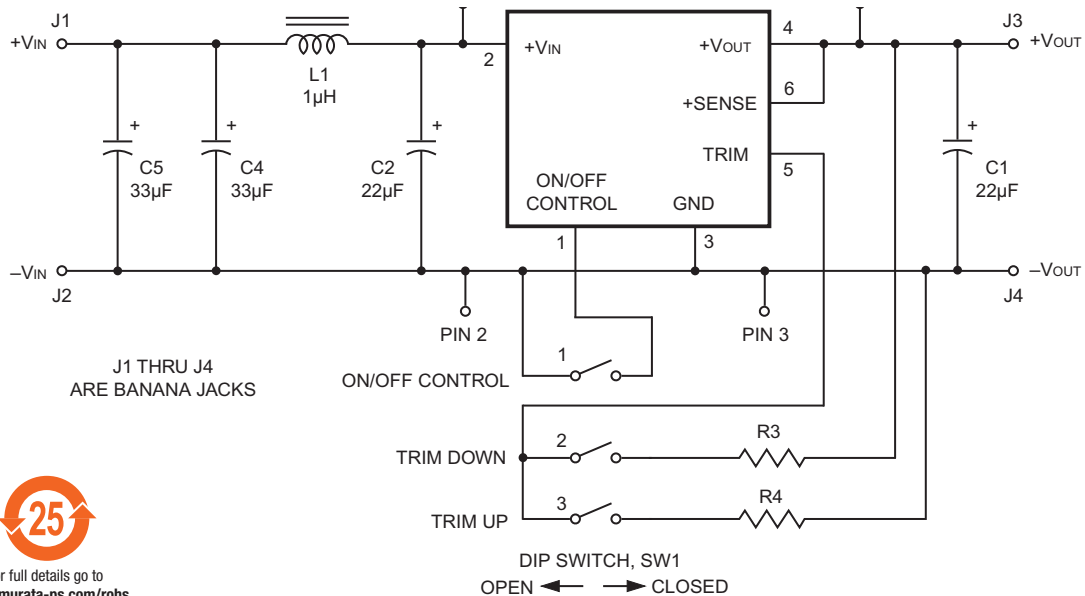 J1
+VIN
L1
1µH
+
C5
33µF
+
C4
33µF
+
C2
22µF
2
+VIN
+VOUT
4
+SENSE
6
TRIM
5
ON/OFF
CONTROL
GND
1
3
J3
+VOUT
+
C1
22µF
–VIN
J2
PIN 2
PIN 3
–VOUT
J4
J1 THRU J4
ARE BANANA JACKS
1
ON/OFF CONTROL
TRIM DOWN
2
R3
TRIM UP
3
R4
DIP SWITCH, SW1
OPEN CLOSED
25
r full details go to
murata-ps.com/rohs